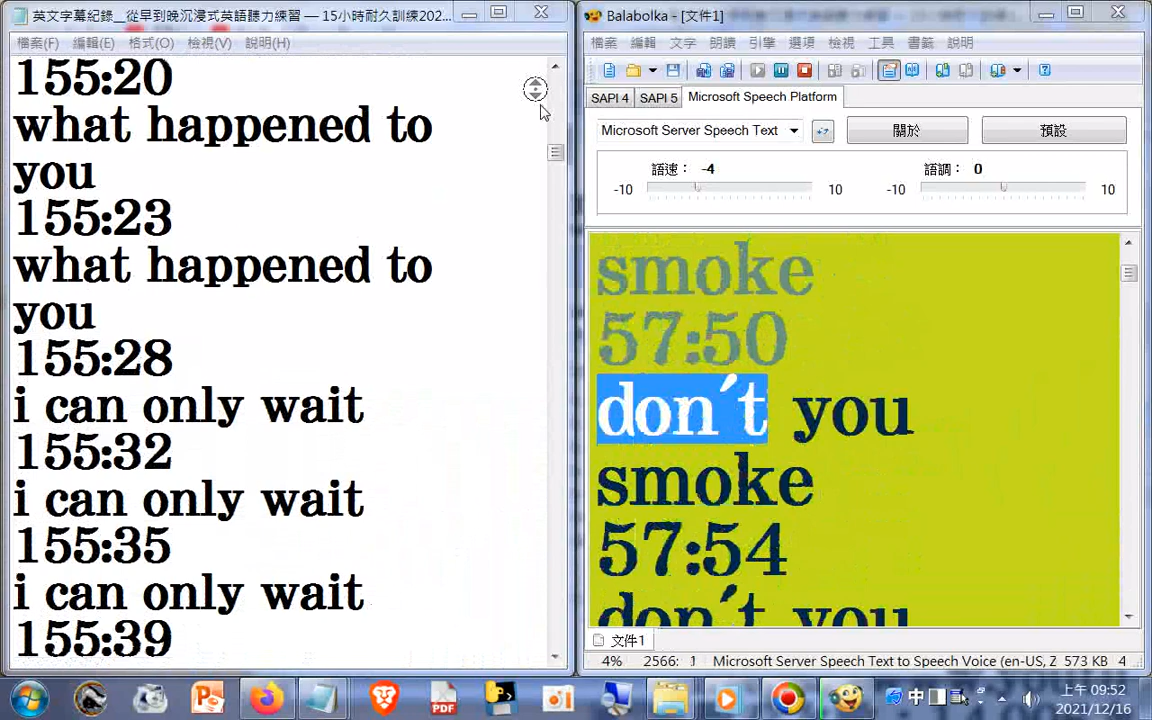 英文字幕紀錄__從早到晚沉浸式英語聽力練習 — 15小時耐久訓練202...
檔案(F) 編輯(E) 格式(O) 檢視(V) 說明(H)
155:20
what happened to
you
155:23
what happened to
you
155:28
i can only wait
155:32
i can only wait
155:35
i can only wait
155:39
Balabolka - [文件1]
檔案 編輯 文字 朗讀 引擎 選項 檢視 工具 書籤 說明
SAPI 4 SAPI 5 Microsoft Speech Platform
Microsoft Server Speech Text 關於 預設
語速： -4 語調： 0
-10 10 -10 10
smoke
57:50
don´t you
smoke
57:54
don´t you
文件1
4% 2566: 1 Microsoft Server Speech Text to Speech Voice (en-US, Z 573 KB 4
PDF 中 上午 09:52
2021/12/16